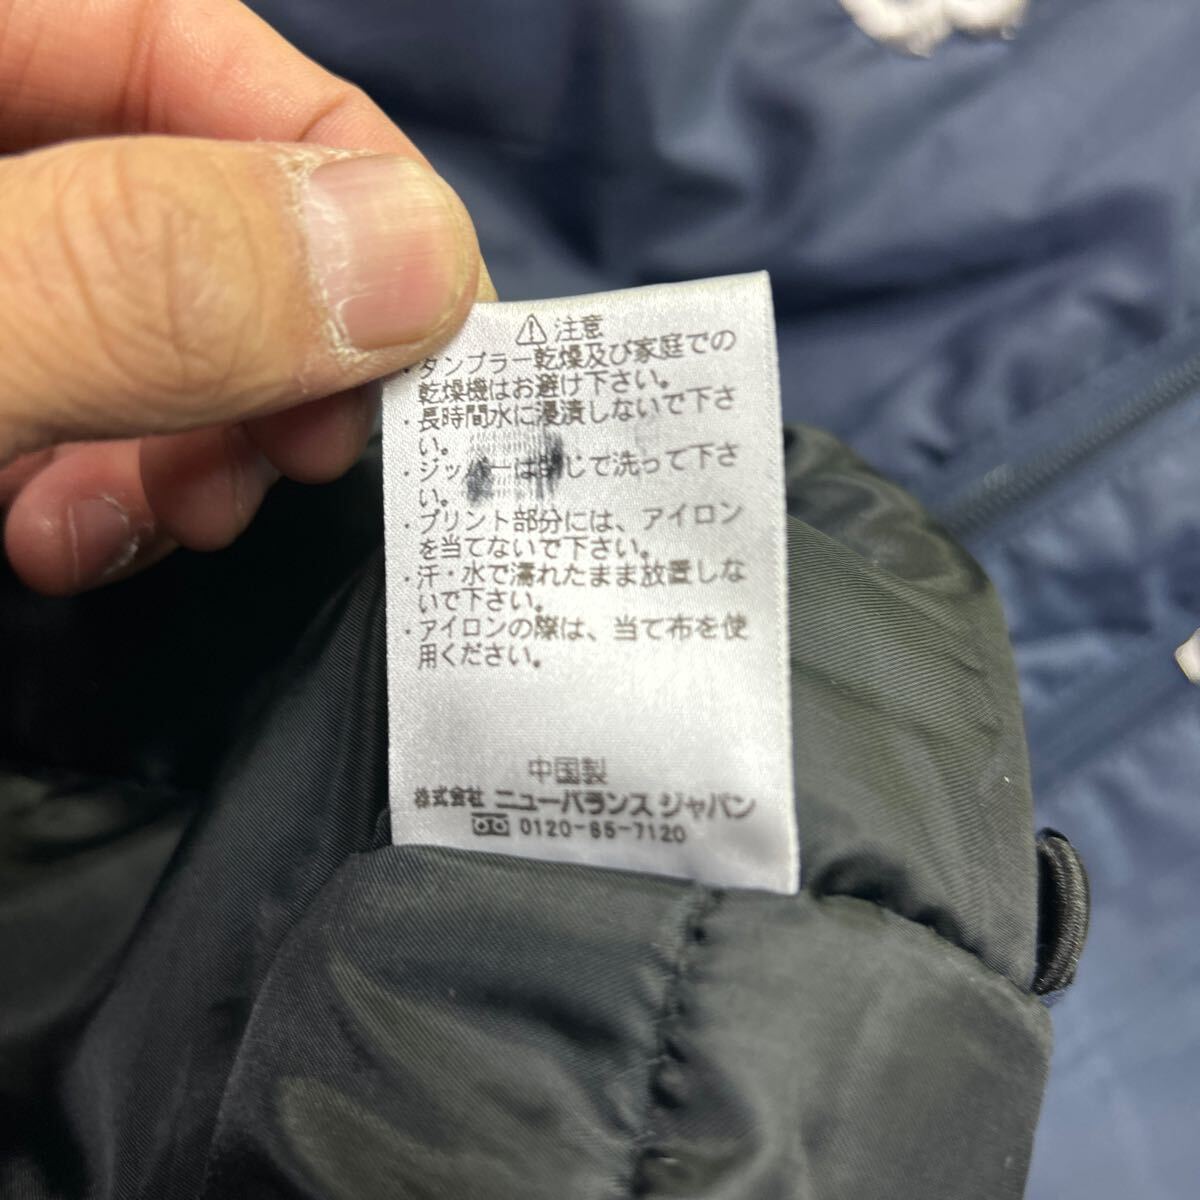 ⚠注意
・タンブラー乾燥及び家庭での
乾燥機はお避け下さい。
・長時間水に浸漬しないで下さ
い。
・ジッパーは閉じて洗って下さ
い。
・プリント部分には、アイロン
を当てないで下さい。
・汗・水で濡れたまま放置しな
いで下さい。
・アイロンの際は、当て布を使
用ください。
中国製
株式会社 ニューバランス ジャパン
0120-85-7120